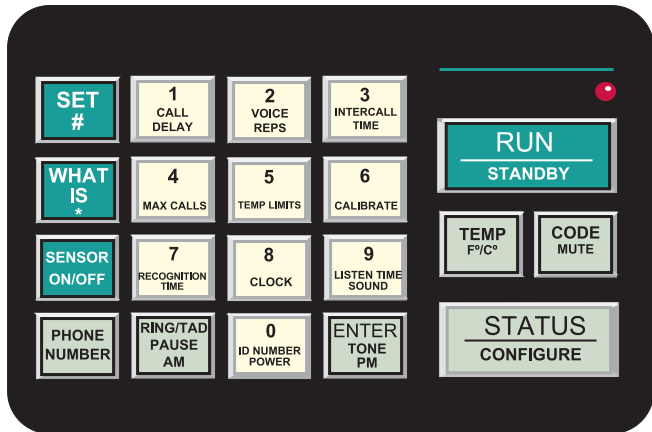 SET
#
1
CALL
DELAY
2
VOICE
REPS
3
INTERCALL
TIME
RUN
STANDBY
WHAT
IS
*
4
MAX CALLS
5
TEMP LIMITS
6
CALIBRATE
TEMP
Fº/Cº
CODE
MUTE
SENSOR
ON/OFF
7
RECOGNITION
TIME
8
CLOCK
9
LISTEN TIME
SOUND
PHONE
NUMBER
RING/TAD
PAUSE
AM
0
ID NUMBER
POWER
ENTER
TONE
PM
STATUS
CONFIGURE